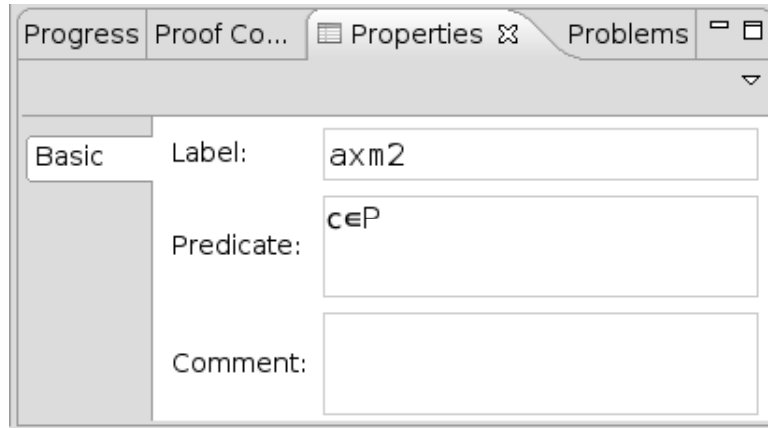 Progress Proof Co... Properties Problems
Basic
Label: axm2
Predicate: c∈P
Comment: